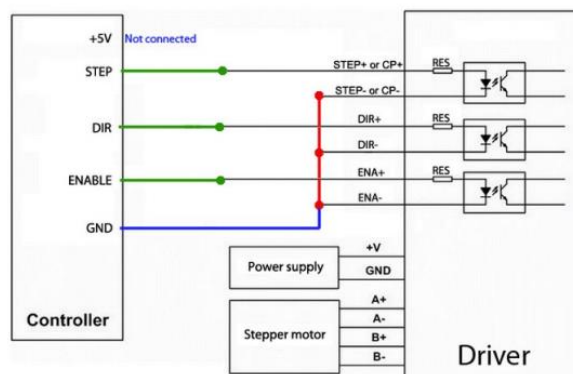 +5V Not connected
STEP
DIR
ENABLE
GND
Controller
STEP+ or CP+
RES
STEP- or CP-
DIR+
RES
DIR-
ENA+
RES
ENA-
Power supply
+V
GND
Stepper motor
A+
A-
B+
B-
Driver